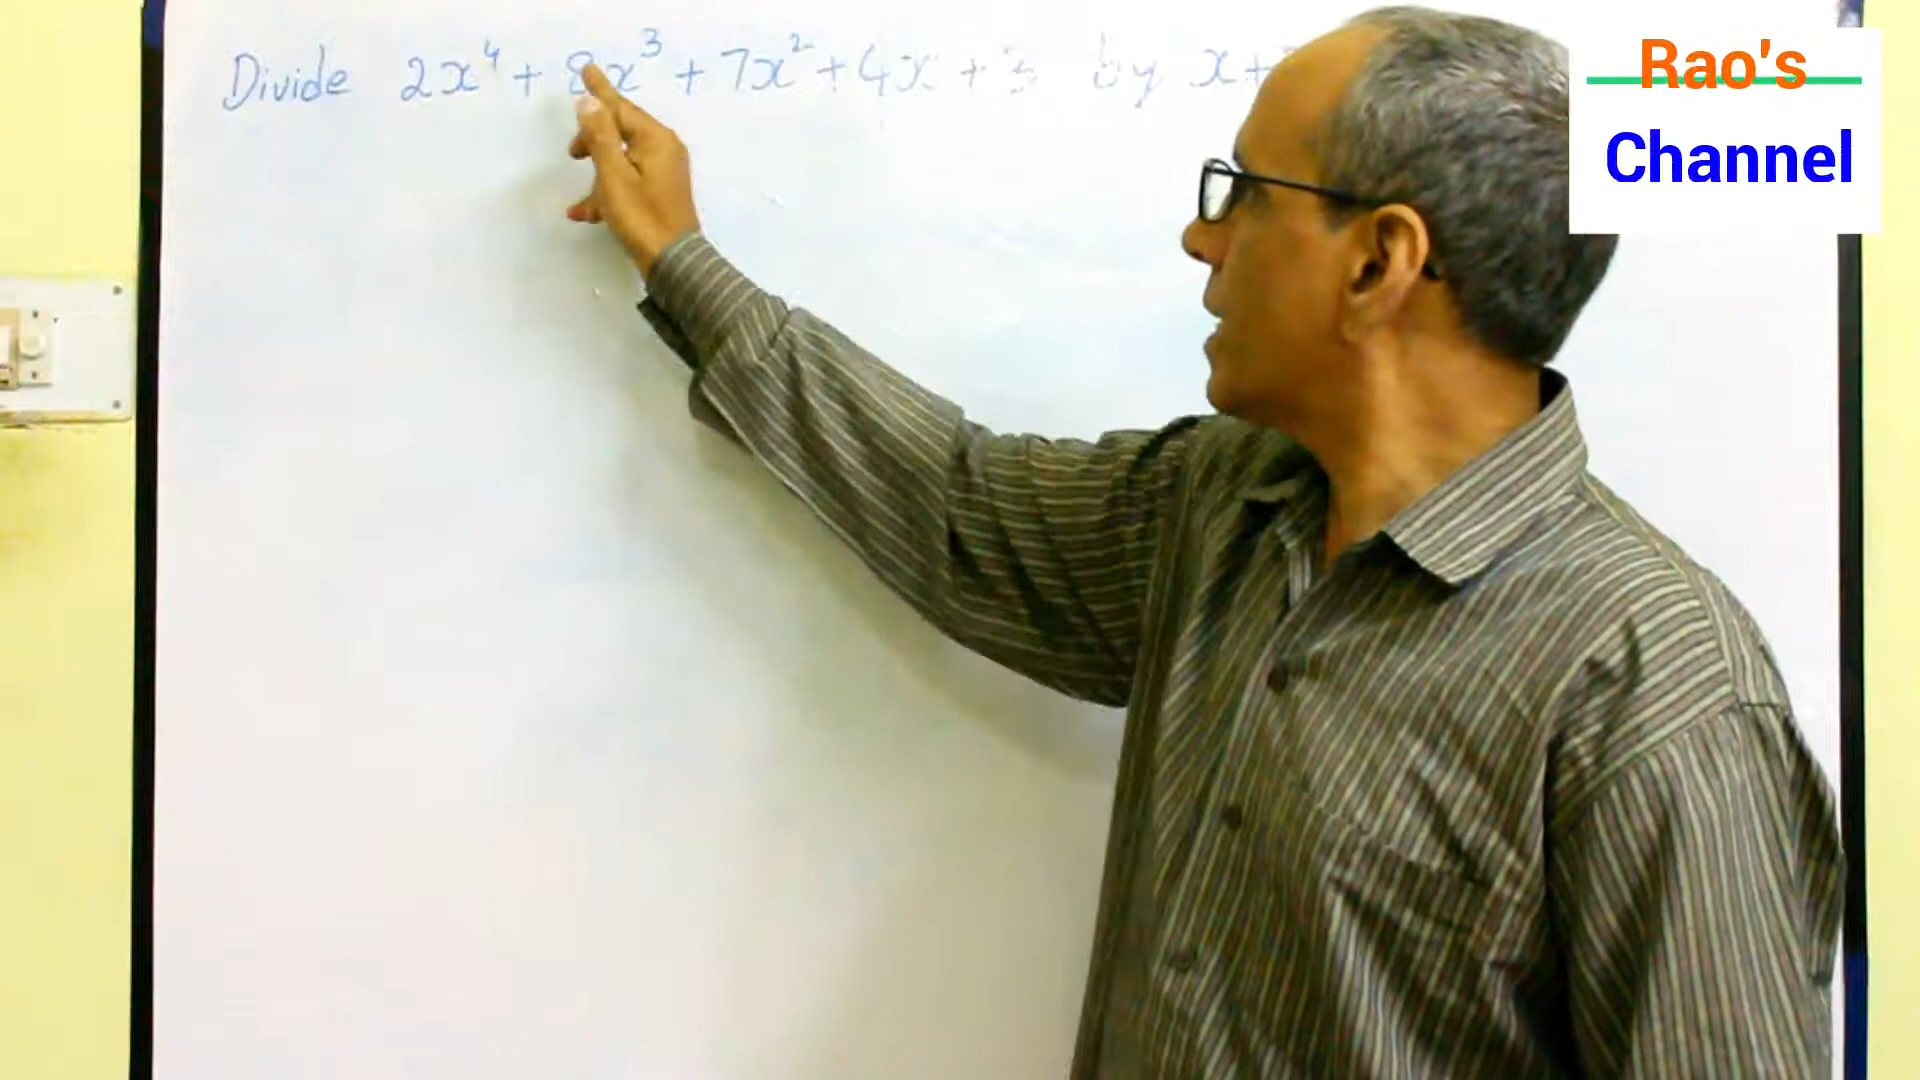 Divide 2x⁴ + 8x³ + 7x² + 4x + 3 by x+
Rao's
Channel